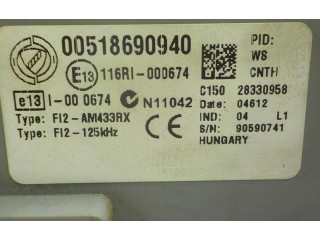 00518690940
PID:
WS
CNTH
E13 116RI-000674
e13 I-00 0674 N11042
C150 28330958
Date: 04612
Type: FI2-AM433RX
IND: 04 L1
Type: FI2-125kHz
S/N: 90590741
HUNGARY